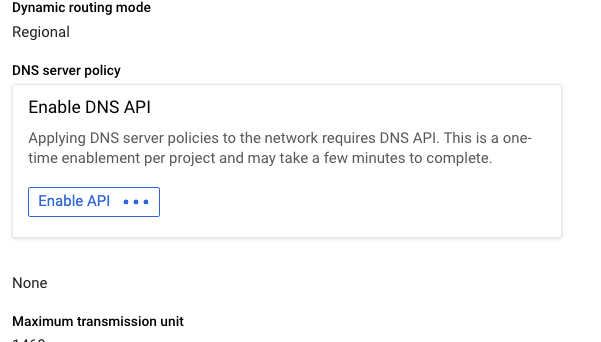 Dynamic routing mode
Regional
DNS server policy
Enable DNS API
Applying DNS server policies to the network requires DNS API. This is a one-
time enablement per project and may take a few minutes to complete.
Enable API
None
Maximum transmission unit
1460